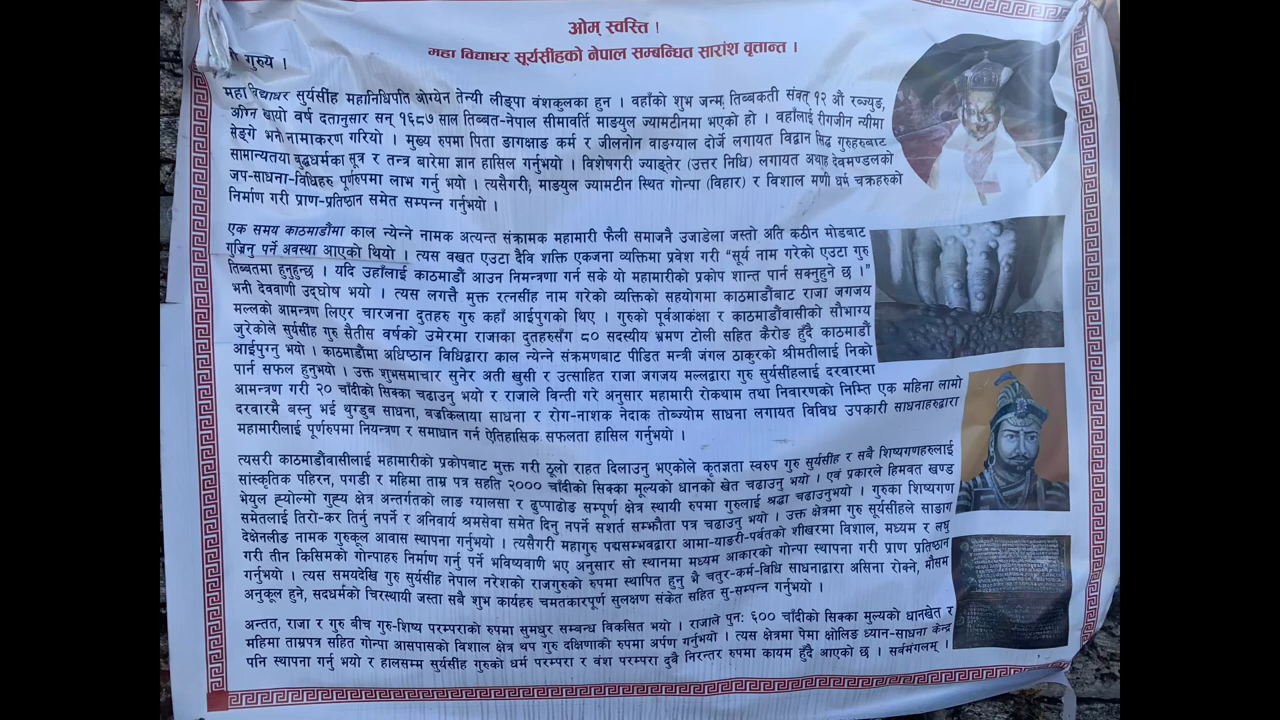 ओम् स्वस्ति ।
महा विद्याधर सूर्यसींहको नेपाल सम्बन्धित सारांश वृतान्त ।
गुरुये ।
महा विद्याधर सुर्यसींह महानिधिपति ओग्येन तेन्यी लीङ्पा वंशकुलका हुन । वहाँको शुभ जन्म, तिब्बकती संवत् १२ औं रब्ज्युङ,
अग्नि खायो वर्ष दतानुसार सन् १६८७ साल तिब्बत-नेपाल सीमावर्ति माङयुल ज्यामटीनमा भएको हो । वहाँलाई रीगजीन न्यीमा
सेङ्गे भनी नामाकरण गरियो । मुख्य रुपमा पिता ङागक्षाङ कर्म र जीलनोन वाङग्याल दोर्जे लगायत विद्वान सिद्ध गुरुहरुबाट
सामान्यतया बुद्धधर्मका सूत्र र तन्त्र बारेमा ज्ञान हासिल गर्नुभयो । विशेषगरी ज्याङ्तेर (उत्तर निधि) लगायत अथाह देवमण्डलको
जप-साधना-विधिहरु पूर्णरुपमा लाभ गर्नु भयो । त्यसैगरी, माङयुल ज्यामटीन स्थित गोन्पा (विहार) र विशाल मणी धर्म चक्रहरुको
निर्माण गरी प्राण-प्रतिष्ठान समेत सम्पन्न गर्नुभयो ।
एक समय काठमाडौंमा काल न्येन्ने नामक अत्यन्त संक्रामक महामारी फैली समाजनै उजाडेला जस्तो अति कठीन मोडबाट
गुज्रिनु पर्ने अवस्था आएको थियो । त्यस वखत एउटा दैवि शक्ति एकजना व्यक्तिमा प्रवेश गरी “सूर्य नाम गरेको एउटा गुरु
तिब्बतमा हुनुहुन्छ । यदि उहाँलाई काठमाडौं आउन निमन्त्रणा गर्न सके यो महामारीको प्रकोप शान्त पार्न सक्नुहुने छ ।”
भनी देववाणी उद्घोष भयो । त्यस लगत्तै मुक्त रत्नसींह नाम गरेको व्यक्तिको सहयोगमा काठमाडौंबाट राजा जगजय
मल्लको आमन्त्रण लिएर चारजना दुतहरु गुरु कहाँ आईपुगको थिए । गुरुको पूर्वआकंक्षा र काठमाडौंवासीको सौभाग्य
जुरेकोले सुर्यसींह गुरु सैतीस वर्षको उमेरमा राजाका दुतहरुसँग ८० सदस्यीय भ्रमण टोली सहित कैरोङ हुँदै काठमाडौं
आईपुग्नु भयो । काठमाडौंमा अधिष्ठान विधिद्वारा काल न्येन्ने संक्रमणबाट पीडित मन्त्री जंगल ठाकुरको श्रीमतीलाई निको
पार्न सफल हुनुभयो । उक्त शुभसमाचार सुनेर अती खुसी र उत्साहित राजा जगजय मल्लद्वारा गुरु सुर्यसींहलाई दरवारमा
आमन्त्रण गरी २० चाँदीको सिक्का चढाउनु भयो र राजाले विन्ती गरे अनुसार महामारी रोकथाम तथा निवारणको निम्ति एक महिना लामो
दरवारमै बस्नु भई थुग्डुब साधना, बज्रकिलाया साधना र रोग-नाशक नेदाक तोब्ज्योम साधना लगायत विविध उपकारी साधनाहरुद्वारा
महामारीलाई पूर्णरुपमा नियन्त्रण र समाधान गर्न ऐतिहासिक सफलता हासिल गर्नुभयो ।
त्यसरी काठमाडौंवासीलाई महामारीको प्रकोपबाट मुक्त गरी ठूलो राहत दिलाउनु भएकोले कृतज्ञता स्वरुप गुरु सुर्यसींह र सबै शिष्यगणहरुलाई
सांस्कृतिक पहिरन, पगडी र महिमा ताम्र पत्र सहति २००० चाँदीको सिक्का मूल्यको धानको खेत चढाउनु भयो । एवं प्रकारले हिमवत खण्ड
भेयुल ह्योल्मो गुह्य क्षेत्र अन्तर्गतको लाङ ग्यालसा र ढुप्पाढोङ सम्पूर्ण क्षेत्र स्थायी रुपमा गुरुलाई श्रद्धा चढाउनुभयो । गुरुका शिष्यगण
समेतलाई तिरो-कर तिर्नु नपर्ने र अनिवार्य श्रमसेवा समेत दिनु नपर्ने सशर्त सम्झौता पत्र चढाउनु भयो । उक्त क्षेत्रमा गुरु सूर्यसींहले साङाग
देक्षेनलीङ नामक गुरुकूल आवास स्थापना गर्नुभयो । त्यसैगरी महागुरु पद्मसम्भवद्वारा आमा-याङरी-पर्वतको शीखरमा विशाल, मध्यम र लघु
गरी तीन आकारका गोन्पाहरु निर्माण गर्नु पर्ने भविष्यवाणी भए अनुसार सो स्थानमा मध्यम आकारको गोन्पा स्थापना गरी प्राण प्रतिष्ठान
गर्नुभयो । त्यस समयदेखि गुरु सुर्यसींह नेपाल नरेशको राजगुरुको रुपमा स्थापित हुनु भै चतुर-कर्म-विधि साधनाद्वारा असिना रोक्ने, मौसम
अनुकूल हुने, सद्धर्मको चिरस्थायी जस्ता सबै शुभ कार्यहरु चमतकारपूर्ण सुलक्षण संकेत सहित सु-सम्पन्न गर्नुभयो ।
अन्तत, राजा र गुरु बीच गुरु-शिष्य परम्पराको रुपमा सुमधुर सम्बन्ध विकसित भयो । राजाले पुनः ६०० चाँदीको सिक्का मुल्यको धानखेत र
महिमा ताम्रपत्र सहित गोन्पा आसपासको विशाल क्षेत्र थप गुरु दक्षिणाको रुपमा अर्पण गर्नुभयो । त्यस क्षेत्रमा पेमा क्षोलिङ ध्यान-साधना केन्द्र
पनि स्थापना गर्नु भयो र हालसम्म सुर्यसींह गुरुको धर्म परम्परा र वंश परम्परा दुवै निरन्तर रुपमा कायम हुँदै आएको छ । सर्वमंगलम् ।